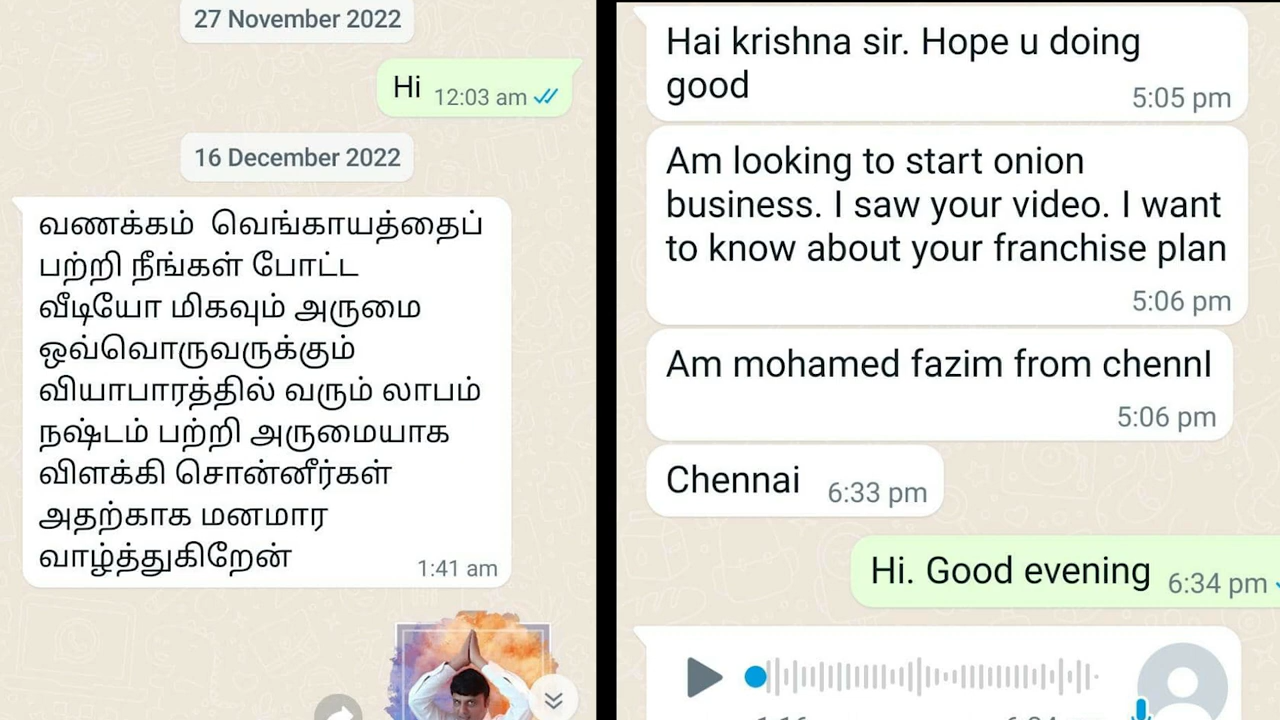 27 November 2022
Hi 12:03 am
16 December 2022
வணக்கம் வெங்காயத்தைப்
பற்றி நீங்கள் போட்ட
வீடியோ மிகவும் அருமை
ஒவ்வொருவருக்கும்
வியாபாரத்தில் வரும் லாபம்
நஷ்டம் பற்றி அருமையாக
விளக்கி சொன்னீர்கள்
அதற்காக மனமார
வாழ்த்துகிறேன்
1:41 am
Hai krishna sir. Hope u doing
good
5:05 pm
Am looking to start onion
business. I saw your video. I want
to know about your franchise plan
5:06 pm
Am mohamed fazim from chennI
5:06 pm
Chennai 6:33 pm
Hi. Good evening 6:34 pm